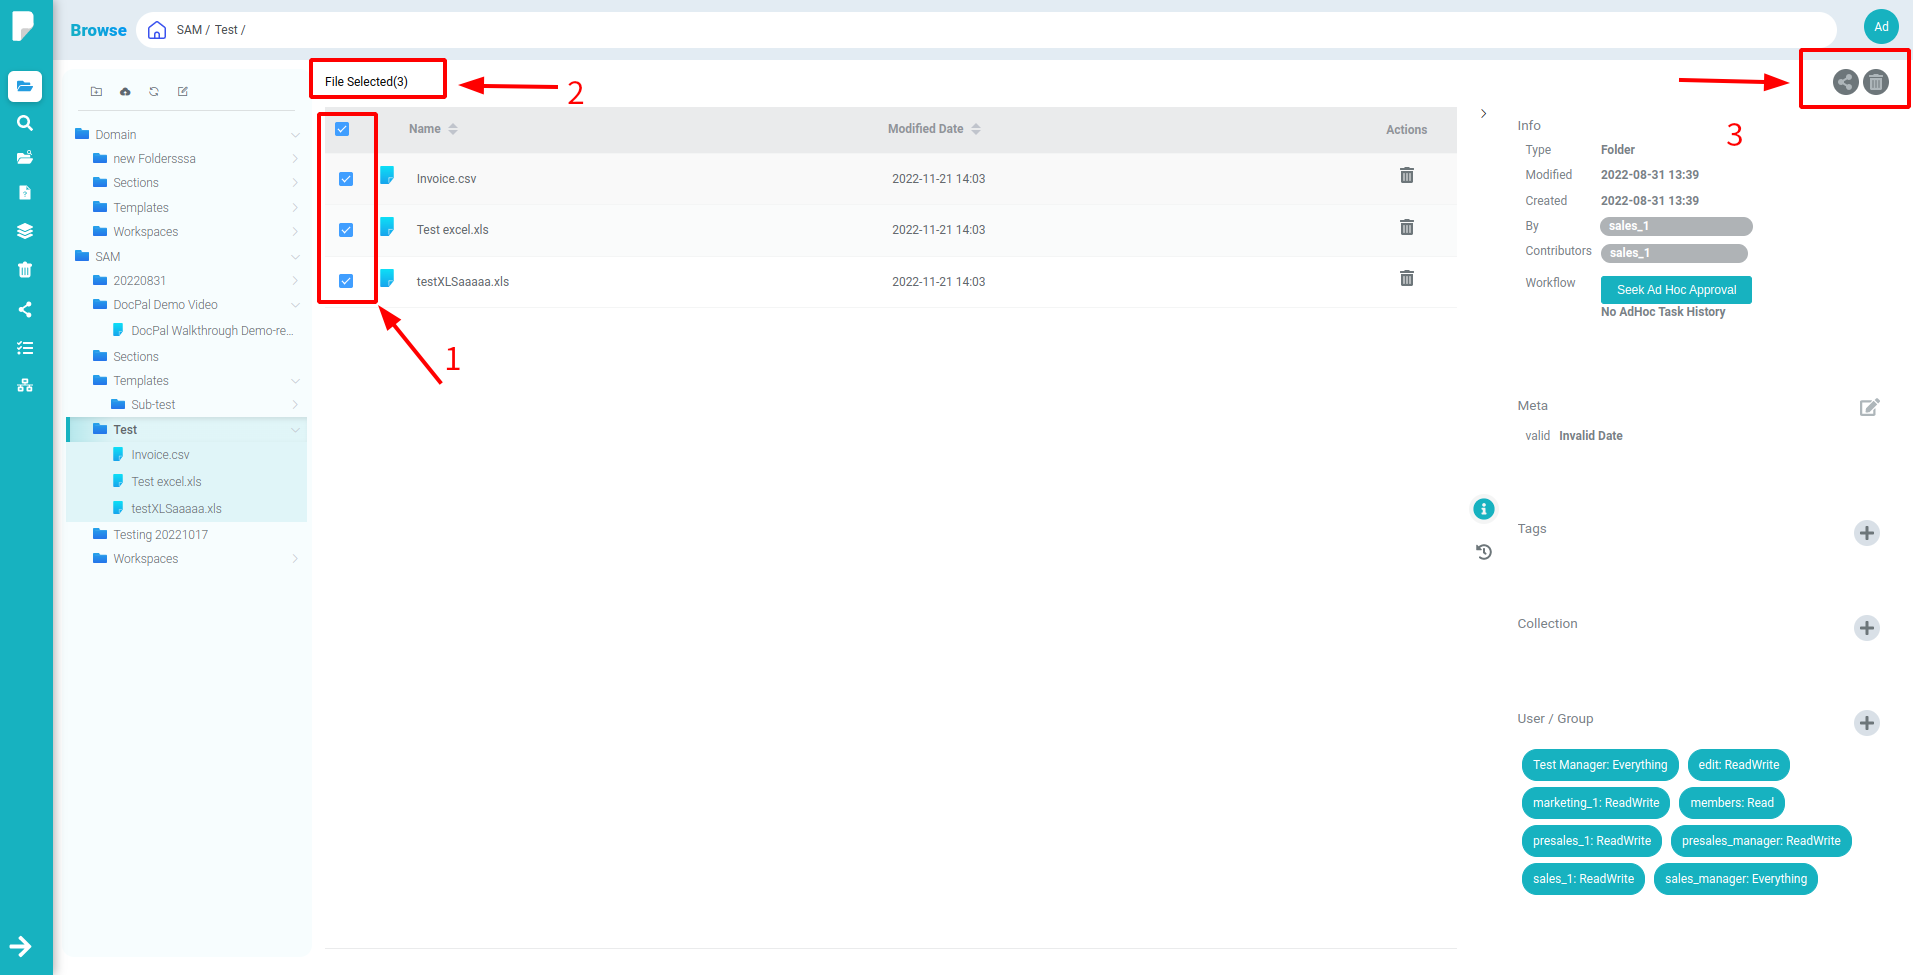 Browse
SAM / Test /
Ad
File Selected(3)
2
3
1
Domain
new Foldersssa
Sections
Templates
Workspaces
SAM
20220831
DocPal Demo Video
DocPal Walkthrough Demo-re...
Sections
Templates
Sub-test
Test
Invoice.csv
Test excel.xls
testXLSaaaaa.xls
Testing 20221017
Workspaces
Name Modified Date Actions
Invoice.csv 2022-11-21 14:03
Test excel.xls 2022-11-21 14:03
testXLSaaaaa.xls 2022-11-21 14:03
Info
Type Folder
Modified 2022-08-31 13:39
Created 2022-08-31 13:39
By sales_1
Contributors sales_1
Workflow Seek Ad Hoc Approval
No AdHoc Task History
Meta
valid Invalid Date
Tags
Collection
User / Group
Test Manager: Everything edit: ReadWrite
marketing_1: ReadWrite members: Read
presales_1: ReadWrite presales_manager: ReadWrite
sales_1: ReadWrite sales_manager: Everything